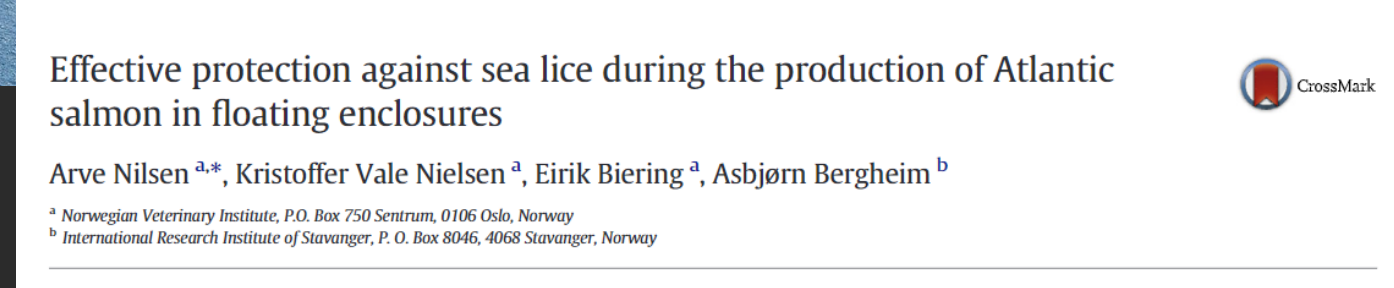 Effective protection against sea lice during the production of Atlantic
salmon in floating enclosures
CrossMark
Arve Nilsen a,*, Kristoffer Vale Nielsen a, Eirik Biering a, Asbjørn Bergheim b
a Norwegian Veterinary Institute, P.O. Box 750 Sentrum, 0106 Oslo, Norway
b International Research Institute of Stavanger, P. O. Box 8046, 4068 Stavanger, Norway